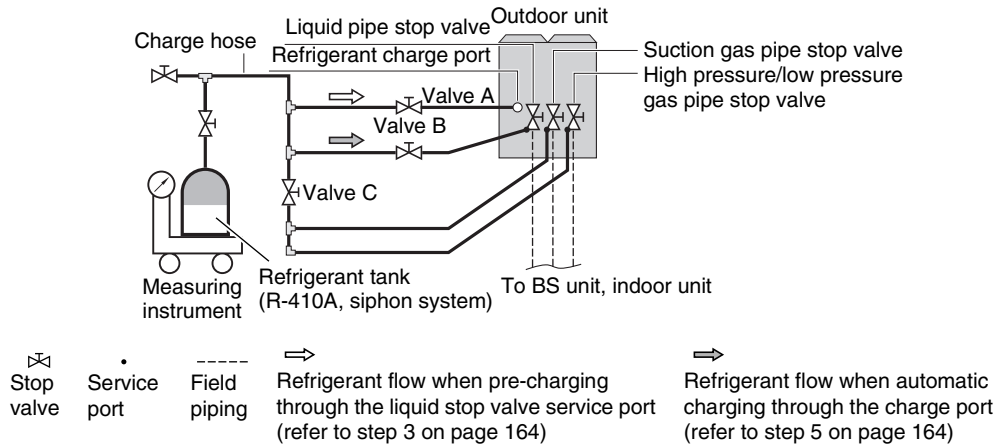 Outdoor unit
Liquid pipe stop valve
Charge hose
Refrigerant charge port
Suction gas pipe stop valve
High pressure/low pressure
gas pipe stop valve
Valve A
Valve B
Valve C
Refrigerant tank
(R-410A, siphon system)
Measuring
instrument
To BS unit, indoor unit
Stop
valve
Service
port
Field
piping
Refrigerant flow when pre-charging
through the liquid stop valve service port
(refer to step 3 on page 164)
Refrigerant flow when automatic
charging through the charge port
(refer to step 5 on page 164)